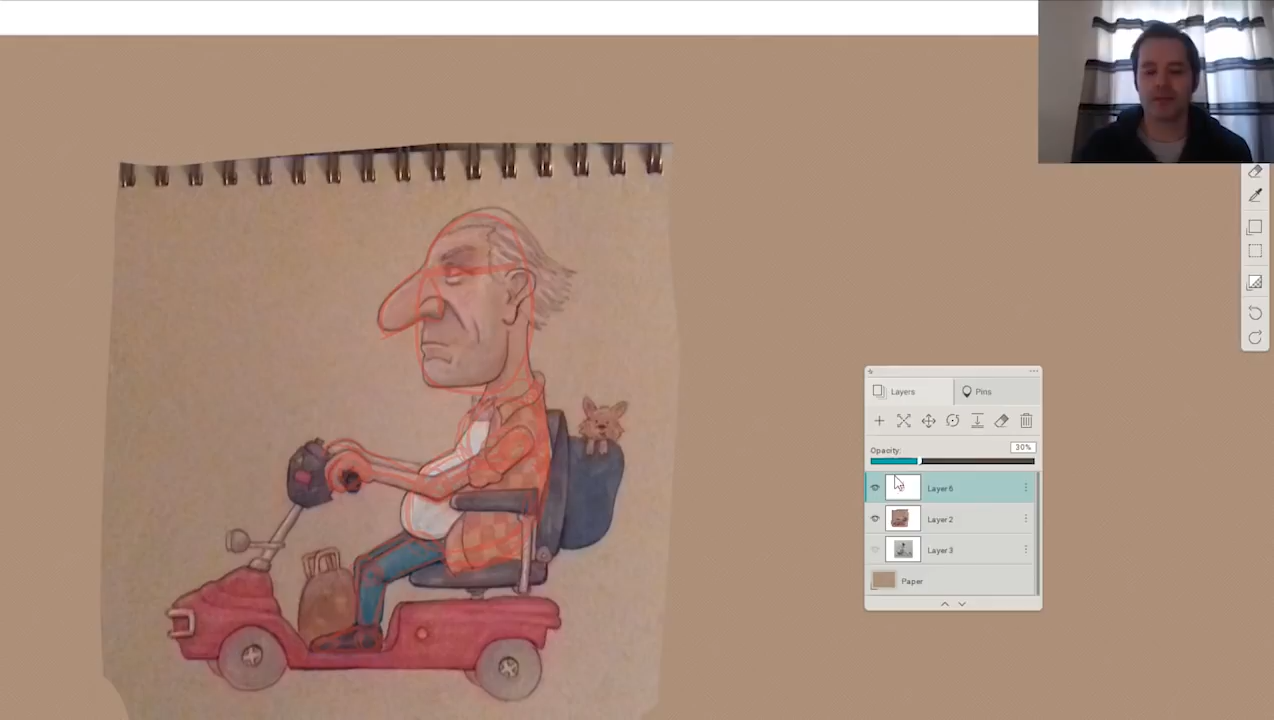 Layers
Pins
Opacity:
30%
Layer 6
Layer 2
Layer 3
Paper